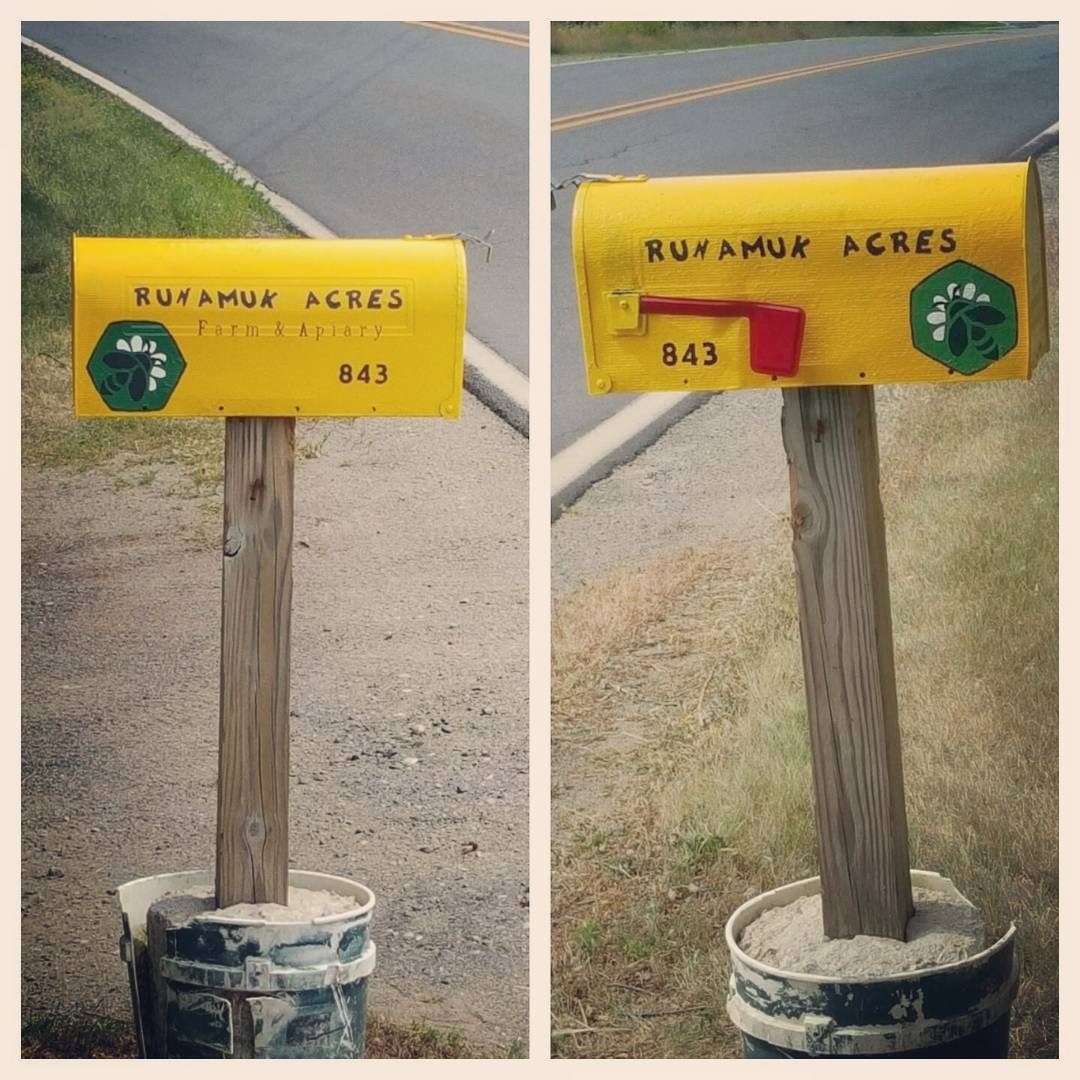 RUNAMUK ACRES
Farm & Apiary
843
RUNAMUK ACRES
843